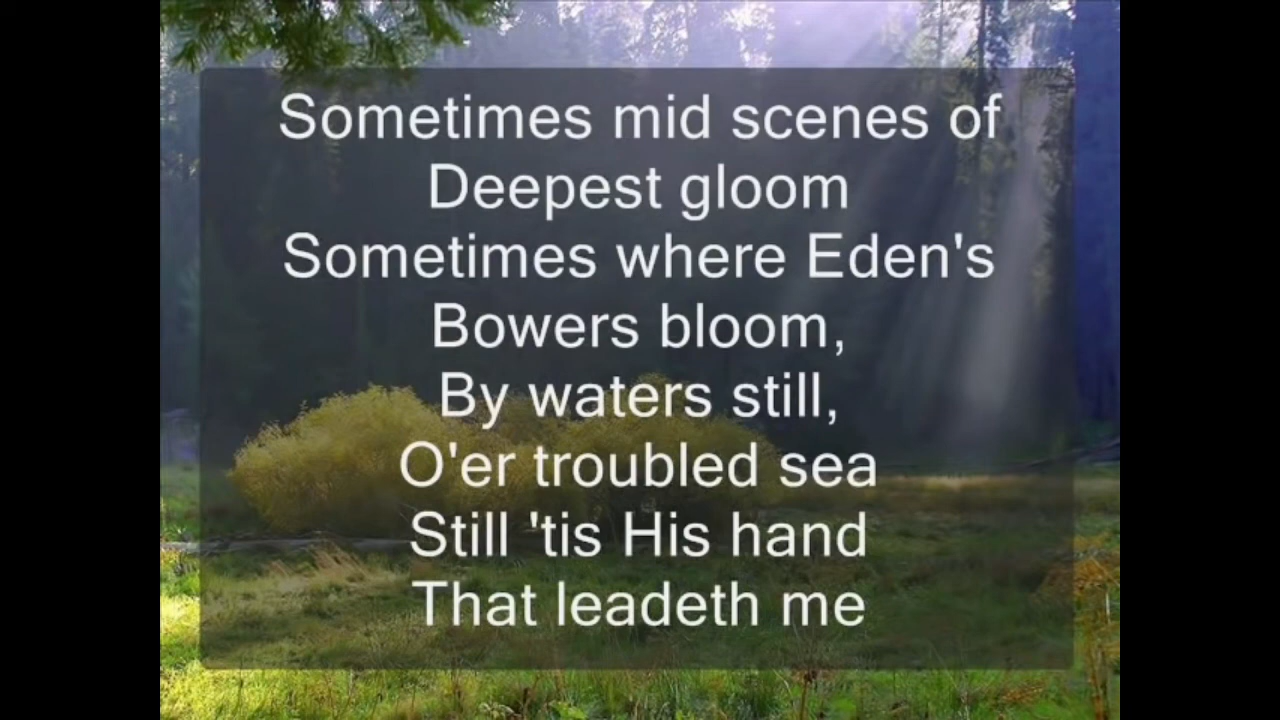 Sometimes mid scenes of
Deepest gloom
Sometimes where Eden's
Bowers bloom,
By waters still,
O'er troubled sea
Still 'tis His hand
That leadeth me